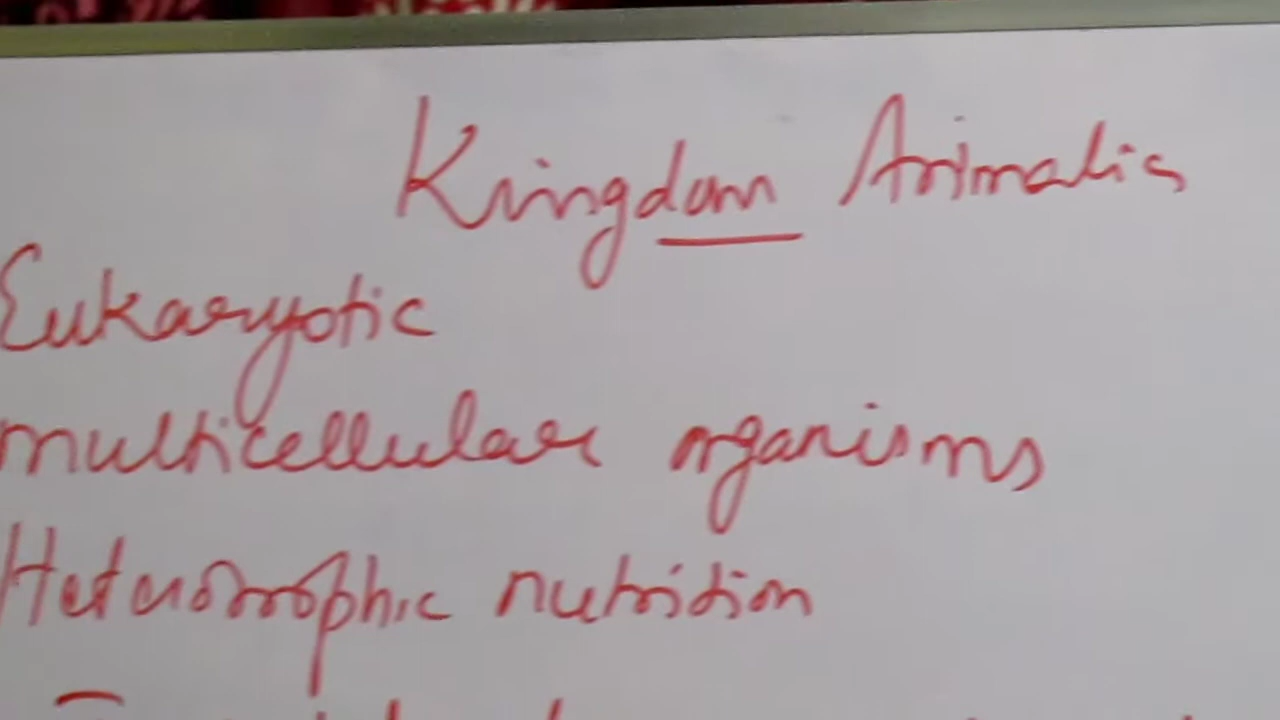 Kingdom Animalia
Eukaryotic
multicellular organisms
Heterotrophic nutrition